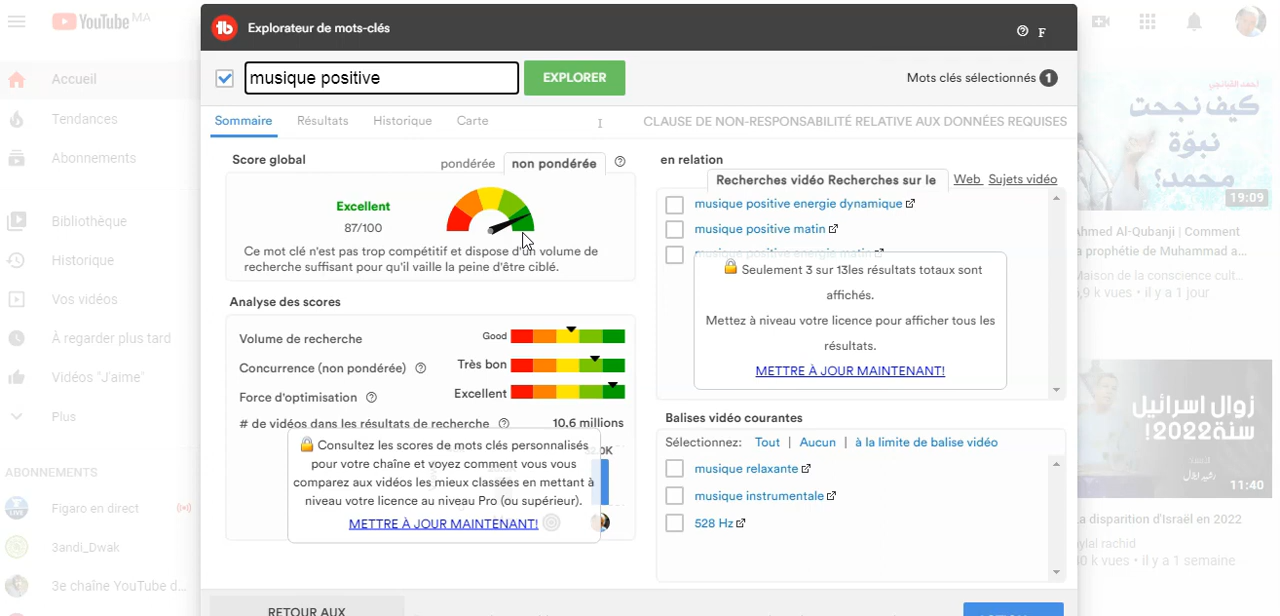 YouTube MA
Accueil
Tendances
Abonnements
Bibliothèque
Historique
Vos vidéos
À regarder plus tard
Vidéos "J'aime"
Plus
ABONNEMENTS
Figaro en direct
3andi_Dwak
3e chaîne YouTube d...
Explorateur de mots-clés
F
musique positive
EXPLORER
Mots clés sélectionnés 1
Sommaire
Résultats
Historique
Carte
CLAUSE DE NON-RESPONSABILITÉ RELATIVE AUX DONNÉES REQUISES
Score global
pondérée
non pondérée
Excellent
87/100
Ce mot clé n'est pas trop compétitif et dispose d'un volume de
recherche suffisant pour qu'il vaille la peine d'être ciblé.
Analyse des scores
Volume de recherche
Good
Concurrence (non pondérée)
Très bon
Force d'optimisation
Excellent
# de vidéos dans les résultats de recherche
10,6 millions
Consultez les scores de mots clés personnalisés
pour votre chaîne et voyez comment vous vous
comparez aux vidéos les mieux classées en mettant à
niveau votre licence au niveau Pro (ou supérieur).
METTRE À JOUR MAINTENANT!
en relation
Recherches vidéo Recherches sur le
Web
Sujets vidéo
musique positive energie dynamique
musique positive matin
musique positive energie matin
Seulement 3 sur 13les résultats totaux sont
affichés.
Mettez à niveau votre licence pour afficher tous les
résultats.
METTRE À JOUR MAINTENANT!
Balises vidéo courantes
Sélectionnez: Tout | Aucun | à la limite de balise vidéo
musique relaxante
musique instrumentale
528 Hz
RETOUR AUX
كيف نجحت
نبوّة
محمد؟
19:09
Ahmed Al-Qubanji | Comment
a prophétie de Muhammad a...
Maison de la conscience cult...
5,9 k vues • il y a 1 jour
زوال اسرائيل
سنة2022!
11:40
La disparition d'Israël en 2022
rachid
k vues • il y a 1 semaine